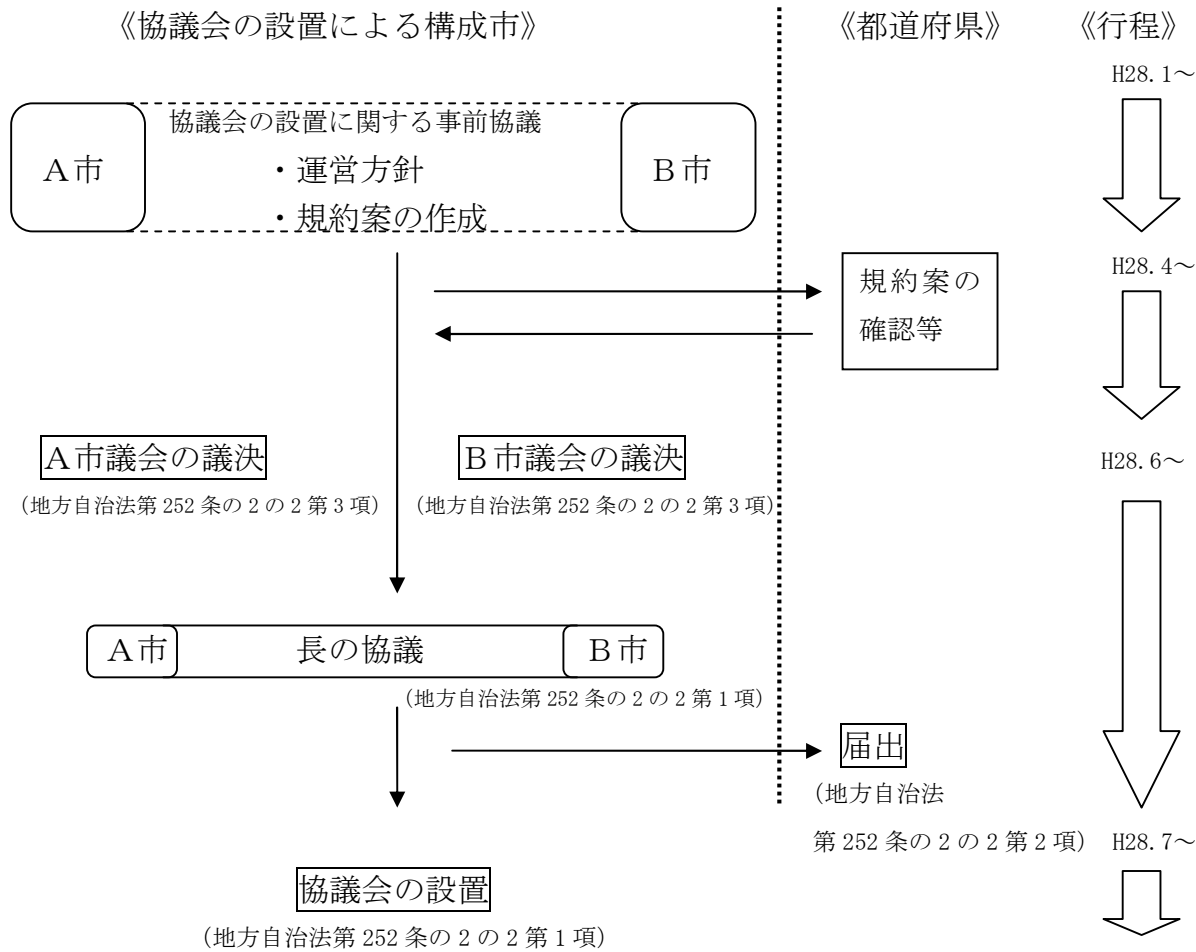 《協議会の設置による構成市》 《都道府県》 《行程》
H28.1～
協議会の設置に関する事前協議
A市 ・運営方針 B市
・規約案の作成
H28.4～
規約案の
確認等
A市議会の議決 B市議会の議決 H28.6～
(地方自治法第252条の2の2第3項) (地方自治法第252条の2の2第3項)
A市 長の協議 B市
(地方自治法第252条の2の2第1項)
届出
(地方自治法
第252条の2の2第2項) H28.7～
協議会の設置
(地方自治法第252条の2の2第1項)